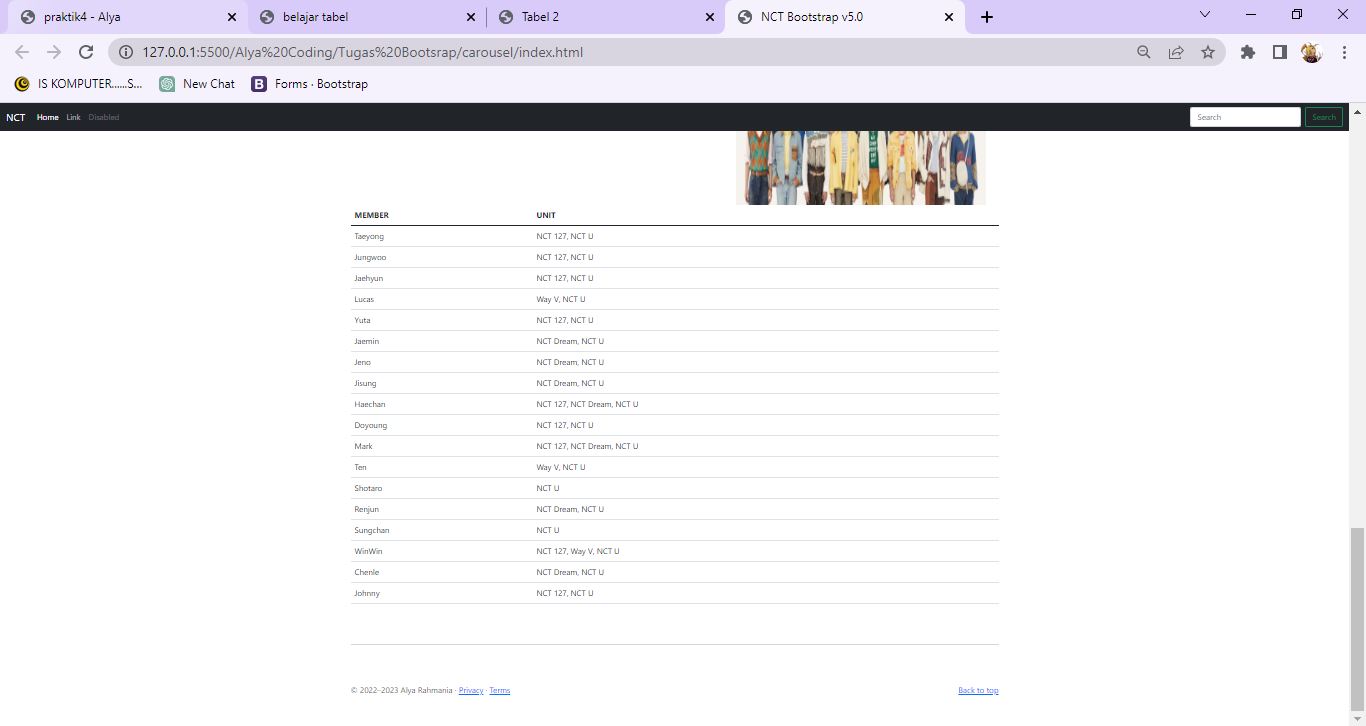 praktik4 - Alya belajar tabel Tabel 2 NCT Bootstrap v5.0
127.0.0.1:5500/Alya%20Coding/Tugas%20Bootsrap/carousel/index.html
IS KOMPUTER......S... New Chat B Forms · Bootstrap
NCT Home Link Disabled Search Search
MEMBER UNIT
Taeyong NCT 127, NCT U
Jungwoo NCT 127, NCT U
Jaehyun NCT 127, NCT U
Lucas Way V, NCT U
Yuta NCT 127, NCT U
Jaemin NCT Dream, NCT U
Jeno NCT Dream, NCT U
Jisung NCT Dream, NCT U
Haechan NCT 127, NCT Dream, NCT U
Doyoung NCT 127, NCT U
Mark NCT 127, NCT Dream, NCT U
Ten Way V, NCT U
Shotaro NCT U
Renjun NCT Dream, NCT U
Sungchan NCT U
WinWin NCT 127, Way V, NCT U
Chenle NCT Dream, NCT U
Johnny NCT 127, NCT U
© 2022–2023 Alya Rahmania · Privacy · Terms Back to top